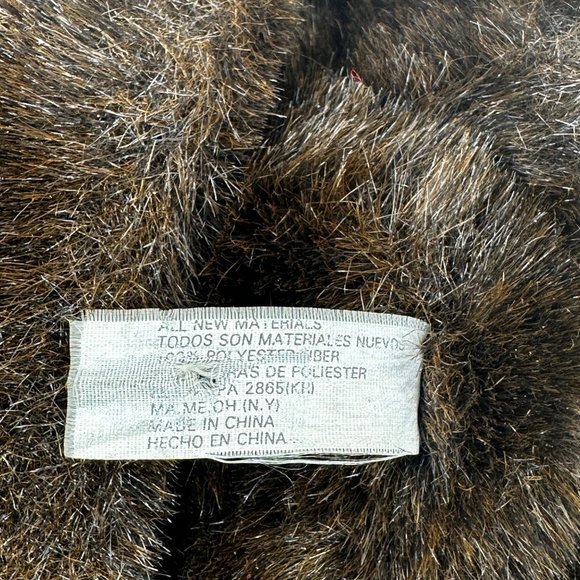 ALL NEW MATERIALS
TODOS SON MATERIALES NUEVOS
100% POLYESTER FIBER
DE POLIESTER
PA 2865(KH)
MA.ME.OH (N.Y)
MADE IN CHINA
HECHO EN CHINA